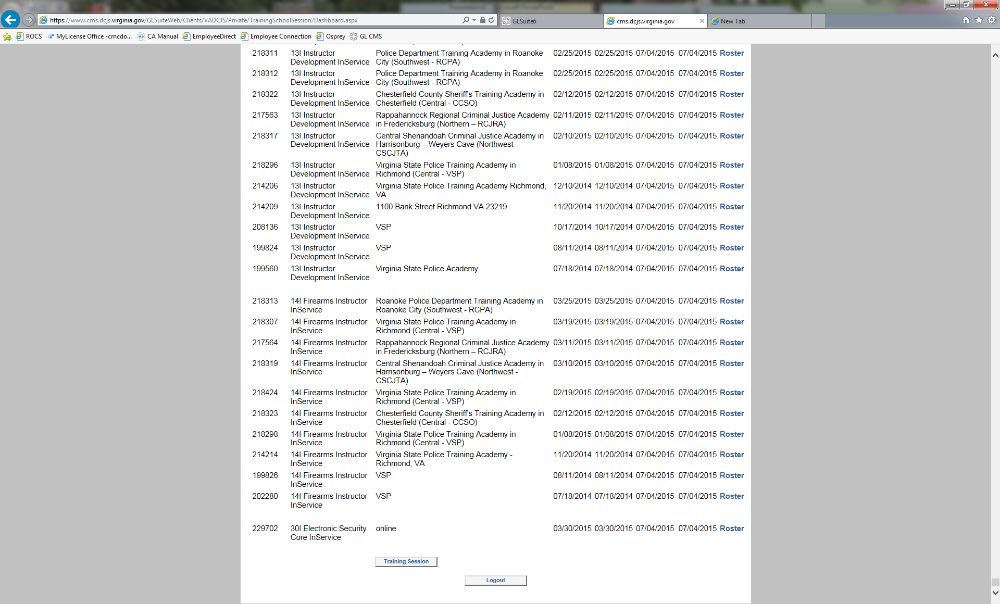 https://www.cms.dcjs.virginia.gov/GLSuiteWeb/Clients/VADCJS/Private/TrainingSchoolSession/Dashboard.aspx GLSuite6 cms.dcjs.virginia.gov New Tab
ROCS MyLicense Office -cmcdo... CA Manual EmployeeDirect Employee Connection Osprey GL CMS
218311 13I Instructor Police Department Training Academy in Roanoke 02/25/2015 02/25/2015 07/04/2015 07/04/2015 Roster
Development InService City (Southwest - RCPA)
218312 13I Instructor Police Department Training Academy in Roanoke 02/25/2015 02/25/2015 07/04/2015 07/04/2015 Roster
Development InService City (Southwest - RCPA)
218322 13I Instructor Chesterfield County Sheriff's Training Academy in 02/12/2015 02/12/2015 07/04/2015 07/04/2015 Roster
Development InService Chesterfield (Central - CCSO)
217563 13I Instructor Rappahannock Regional Criminal Justice Academy 02/11/2015 02/11/2015 07/04/2015 07/04/2015 Roster
Development InService in Fredericksburg (Northern – RCJRA)
218317 13I Instructor Central Shenandoah Criminal Justice Academy in 02/10/2015 02/10/2015 07/04/2015 07/04/2015 Roster
Development InService Harrisonburg – Weyers Cave (Northwest -
CSCJTA)
218296 13I Instructor Virginia State Police Training Academy in 01/08/2015 01/08/2015 07/04/2015 07/04/2015 Roster
Development InService Richmond (Central - VSP)
214206 13I Instructor Virginia State Police Training Academy Richmond, 12/10/2014 12/10/2014 07/04/2015 07/04/2015 Roster
Development InService VA
214209 13I Instructor 1100 Bank Street Richmond VA 23219 11/20/2014 11/20/2014 07/04/2015 07/04/2015 Roster
Development InService
208136 13I Instructor VSP 10/17/2014 10/17/2014 07/04/2015 07/04/2015 Roster
Development InService
199824 13I Instructor VSP 08/11/2014 08/11/2014 07/04/2015 07/04/2015 Roster
Development InService
199560 13I Instructor Virginia State Police Academy 07/18/2014 07/18/2014 07/04/2015 07/04/2015 Roster
Development InService
218313 14I Firearms Instructor Roanoke Police Department Training Academy in 03/25/2015 03/25/2015 07/04/2015 07/04/2015 Roster
InService Roanoke City (Southwest - RCPA)
218307 14I Firearms Instructor Virginia State Police Training Academy in 03/19/2015 03/19/2015 07/04/2015 07/04/2015 Roster
InService Richmond (Central - VSP)
217564 14I Firearms Instructor Rappahannock Regional Criminal Justice Academy 03/11/2015 03/11/2015 07/04/2015 07/04/2015 Roster
InService in Fredericksburg (Northern – RCJRA)
218319 14I Firearms Instructor Central Shenandoah Criminal Justice Academy in 03/10/2015 03/10/2015 07/04/2015 07/04/2015 Roster
InService Harrisonburg – Weyers Cave (Northwest -
CSCJTA)
218424 14I Firearms Instructor Virginia State Police Training Academy in 02/19/2015 02/19/2015 07/04/2015 07/04/2015 Roster
InService Richmond (Central - VSP)
218323 14I Firearms Instructor Chesterfield County Sheriff's Training Academy in 02/12/2015 02/12/2015 07/04/2015 07/04/2015 Roster
InService Chesterfield (Central - CCSO)
218298 14I Firearms Instructor Virginia State Police Training Academy in 01/08/2015 01/08/2015 07/04/2015 07/04/2015 Roster
InService Richmond (Central - VSP)
214214 14I Firearms Instructor Virginia State Police Training Academy - 11/20/2014 11/20/2014 07/04/2015 07/04/2015 Roster
InService Richmond, VA
199826 14I Firearms Instructor VSP 08/11/2014 08/11/2014 07/04/2015 07/04/2015 Roster
InService
202280 14I Firearms Instructor VSP 07/18/2014 07/18/2014 07/04/2015 07/04/2015 Roster
InService
229702 30I Electronic Security online 03/30/2015 03/30/2015 07/04/2015 07/04/2015 Roster
Core InService
Training Session
Logout